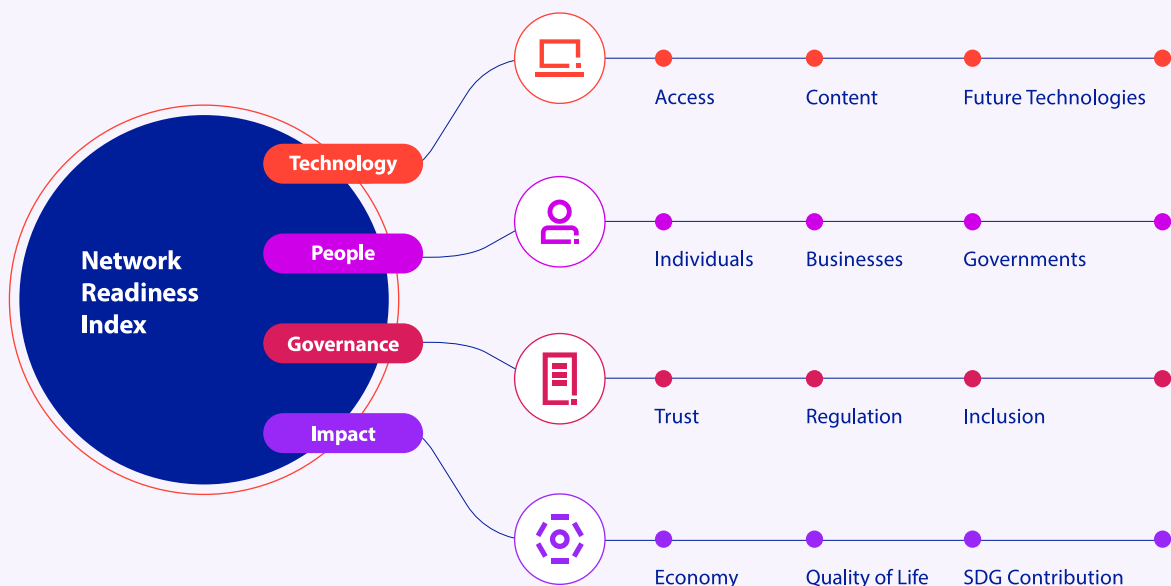 Network
Readiness
Index
Technology
Access
Content
Future Technologies
People
Individuals
Businesses
Governments
Governance
Trust
Regulation
Inclusion
Impact
Economy
Quality of Life
SDG Contribution